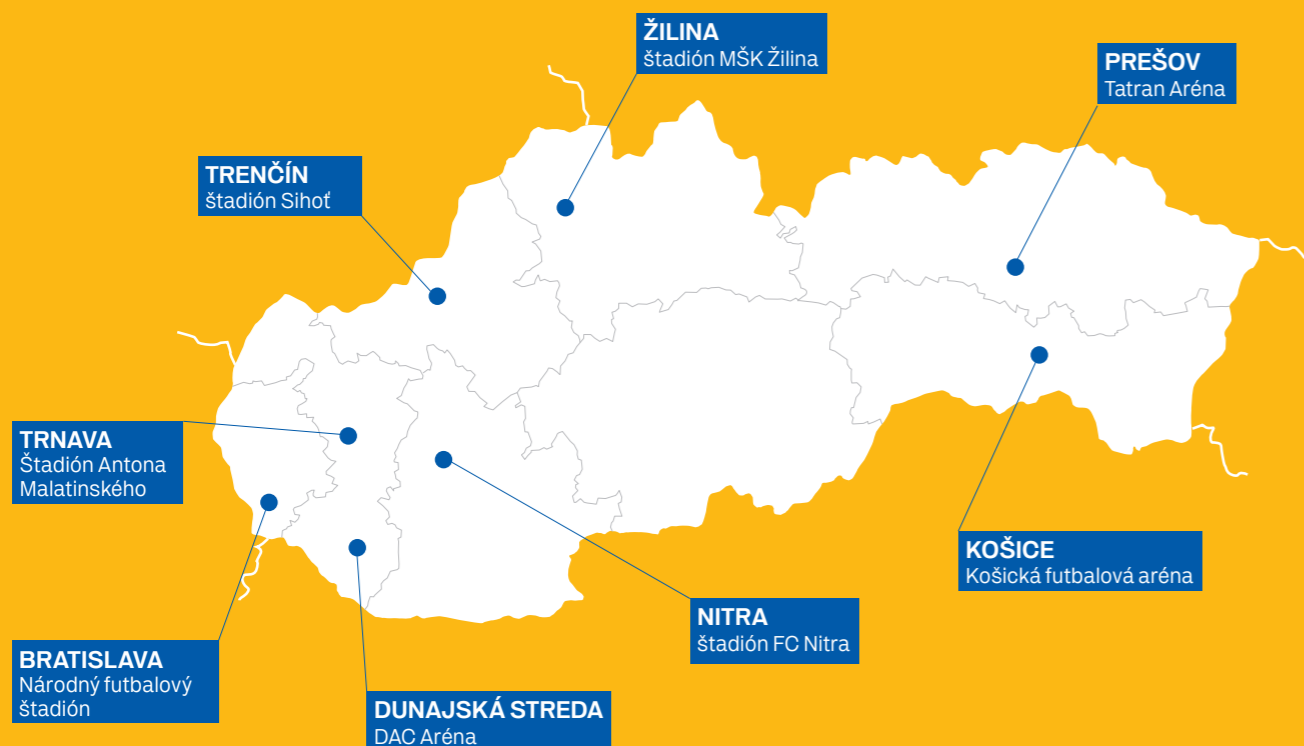 ŽILINA
štadión MŠK Žilina
PREŠOV
Tatran Aréna
TRENČÍN
štadión Sihoť
TRNAVA
Štadión Antona
Malatinského
KOŠICE
Košická futbalová aréna
NITRA
štadión FC Nitra
BRATISLAVA
Národný futbalový
štadión
DUNAJSKÁ STREDA
DAC Aréna